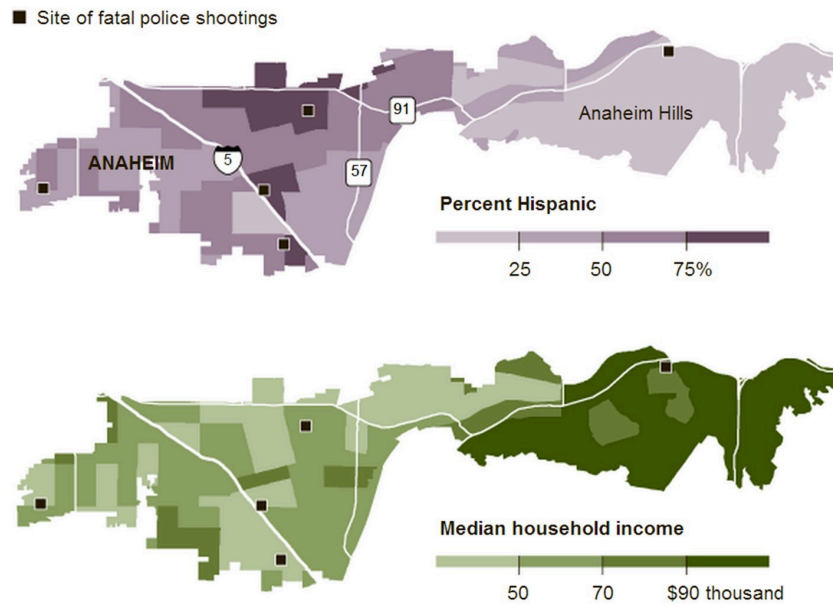 Site of fatal police shootings
91
Anaheim Hills
ANAHEIM
5
57
Percent Hispanic
25 50 75%
Median household income
50 70 $90 thousand